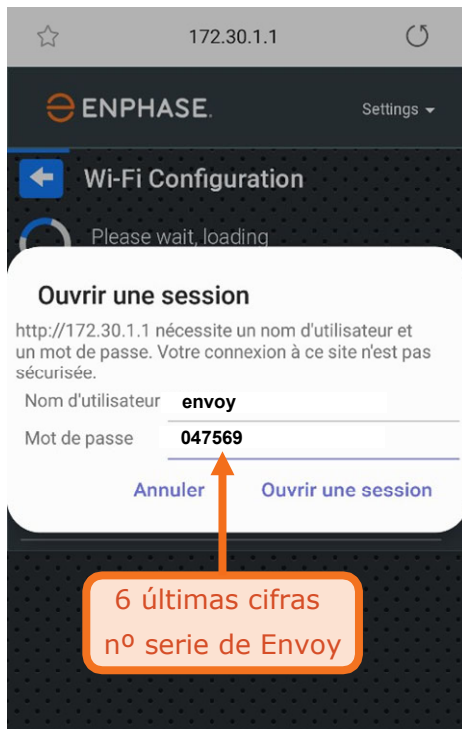 172.30.1.1
ENPHASE.
Settings
Wi-Fi Configuration
Please wait, loading
Ouvrir une session
http://172.30.1.1 nécessite un nom d'utilisateur et
un mot de passe. Votre connexion à ce site n'est pas
sécurisée.
Nom d'utilisateur envoy
Mot de passe 047569
Annuler Ouvrir une session
6 últimas cifras
nº serie de Envoy